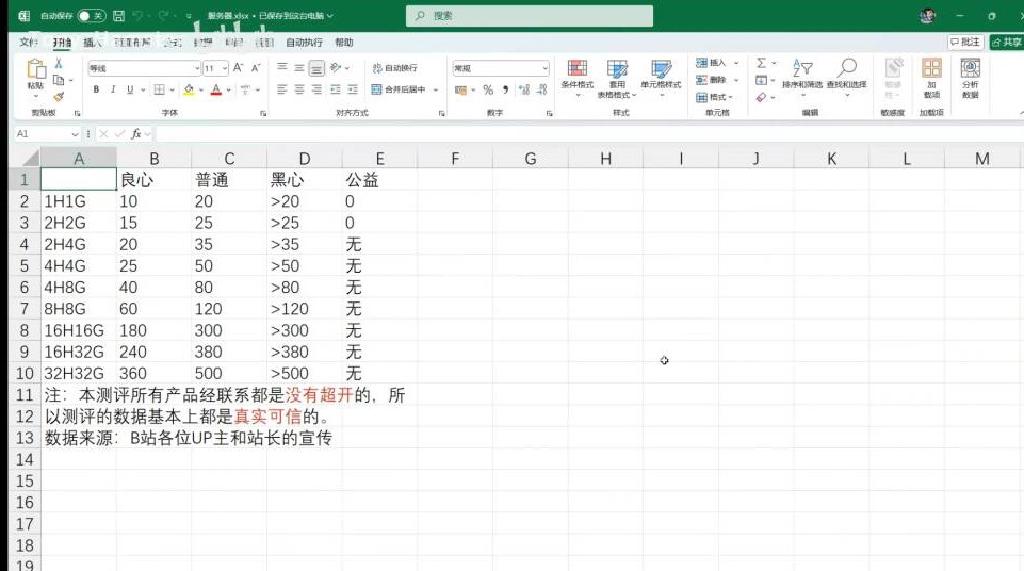 自动保存 关 服务器.xlsx • 已保存到这台电脑 搜索
文件 开始 插入 页面布局 公式 数据 审阅 视图 自动执行 帮助 批注 共享
等线 11 自动换行 常规 插入 Σ
粘贴 B I U 合并后居中 % 条件格式 套用 单元格样式 删除 排序和筛选 查找和选择 加 分析
表格格式 格式 载项 数据
剪贴板 字体 对齐方式 数字 样式 单元格 编辑 敏感度 加载项
A1 fx
A B C D E F G H I J K L M
1 良心 普通 黑心 公益
2 1H1G 10 20 >20 0
3 2H2G 15 25 >25 0
4 2H4G 20 35 >35 无
5 4H4G 25 50 >50 无
6 4H8G 40 80 >80 无
7 8H8G 60 120 >120 无
8 16H16G 180 300 >300 无
9 16H32G 240 380 >380 无
10 32H32G 360 500 >500 无
11 注：本测评所有产品经联系都是没有超开的，所
12 以测评的数据基本上都是真实可信的。
13 数据来源：B站各位UP主和站长的宣传
14
15
16
17
18
19